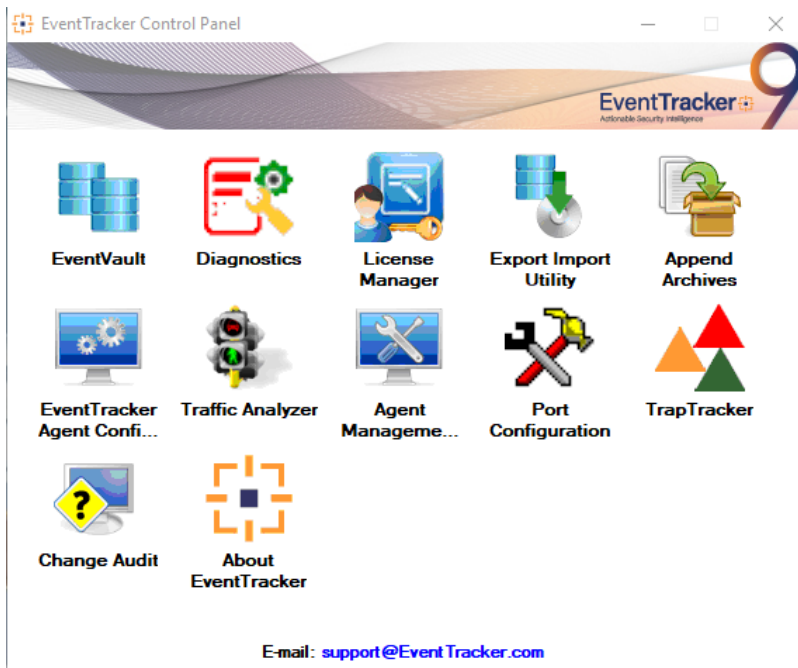 EventTracker Control Panel
EventTracker
Actionable Security Intelligence
9
EventVault
Diagnostics
License
Manager
Export Import
Utility
Append
Archives
EventTracker
Agent Confi...
Traffic Analyzer
Agent
Manageme...
Port
Configuration
TrapTracker
?
Change Audit
About
EventTracker
E-mail: support@EventTracker.com